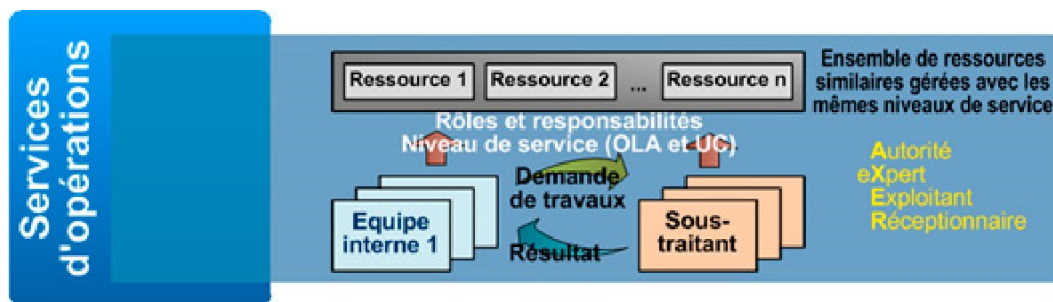 Services
d'opérations
Ressource 1
Ressource 2
...
Ressource n
Ensemble de ressources
similaires gérées avec les
mêmes niveaux de service
Rôles et responsabilités
Niveau de service (OLA et UC)
Autorité
eXpert
Exploitant
Réceptionnaire
Demande
de travaux
Equipe
interne 1
Sous-
traitant
Résultat